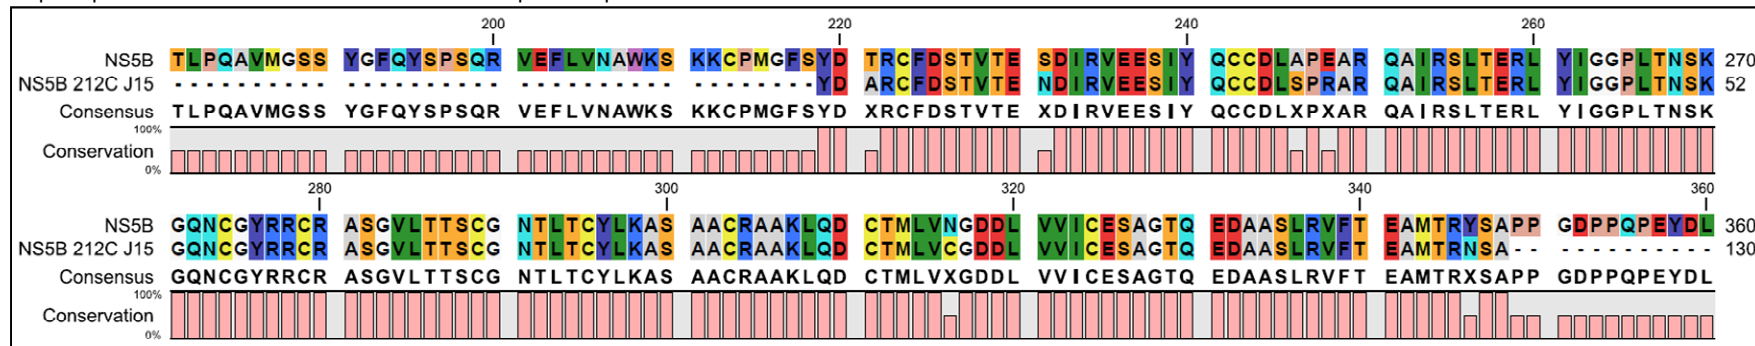 200 220 240 260
NS5B TLPQAVMGSS YGFQYSPSQR VEFLVNAWKS KKCPMGFSYD TRCFDSTVTE SDIRVEESIY QCCDLAPEAR QAIRSLTERL YIGGPLTNSK 270
NS5B 212C J15 - - - - - - - - - - - - - - - - - - - - - - - - - - - - - - - - - - - - - - YD ARCFDSTVTE NDIRVEESIY QCCDLSPRAR QAIRSLTERL YIGGPLTNSK 52
Consensus TLPQAVMGSS YGFQYSPSQR VEFLVNAWKS KKCPMGFSYD XRCFDSTVTE XDIRVEESIY QCCDLXPXAR QAIRSLTERL YIGGPLTNSK
100%
Conservation
0%
280 300 320 340 360
NS5B GQNCGYRRCR ASGVLTTSCG NTLTCYLKAS AACRAAKLQD CTMLVNGDDL VVICESAGTQ EDAASLRVFT EAMTRYSAPP GDPPQPEYDL 360
NS5B 212C J15 GQNCGYRRCR ASGVLTTSCG NTLTCYLKAS AACRAAKLQD CTMLVCGDDL VVICESAGTQ EDAASLRVFT EAMTRNSA- - - - - - - - - - - - 130
Consensus GQNCGYRRCR ASGVLTTSCG NTLTCYLKAS AACRAAKLQD CTMLVXGDDL VVICESAGTQ EDAASLRVFT EAMTRXSAPP GDPPQPEYDL
100%
Conservation
0%